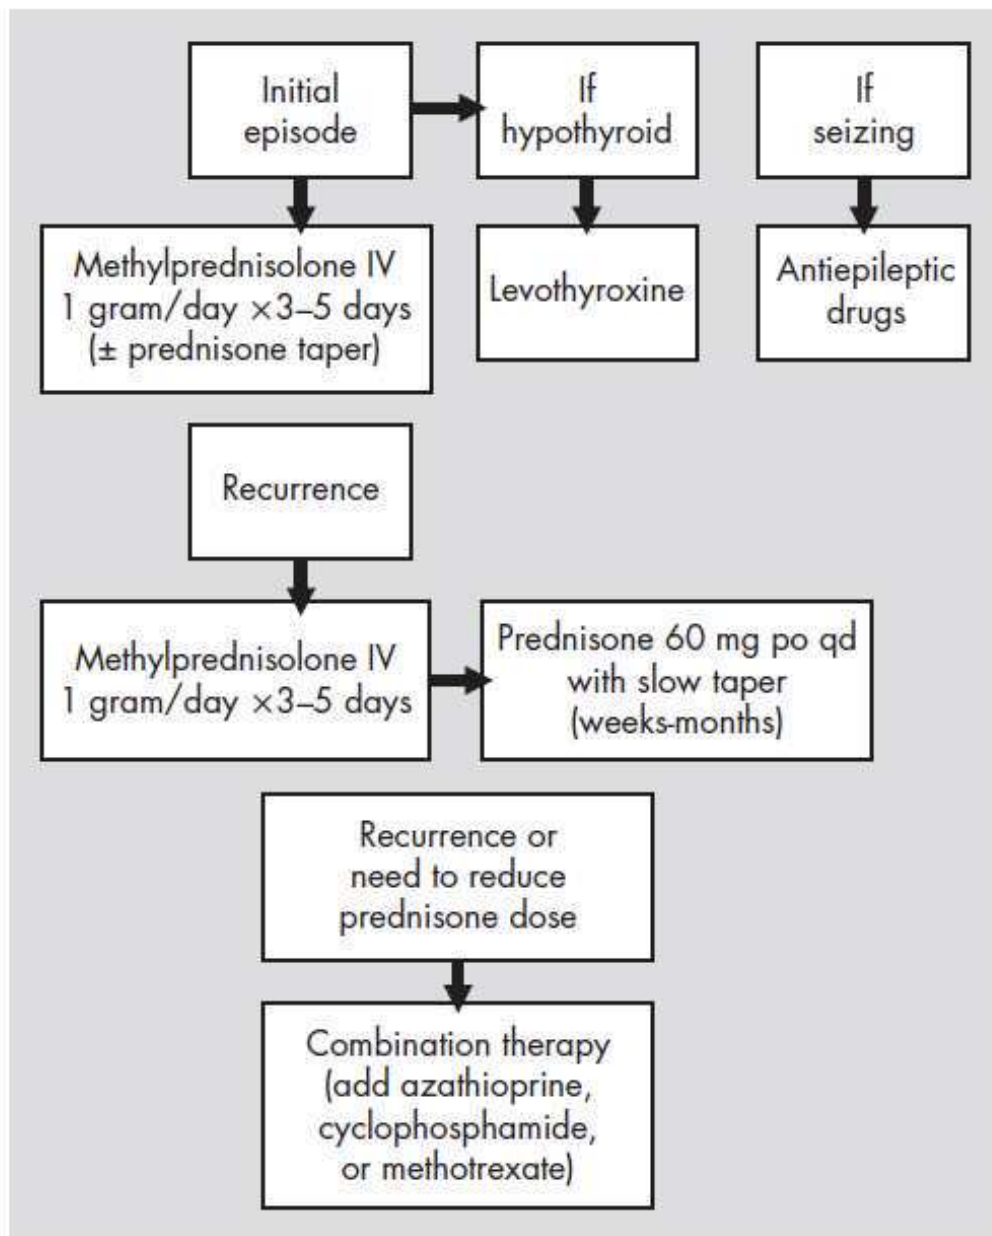 Initial
episode
If
hypothyroid
If
seizing
Methylprednisolone IV
1 gram/day ×3–5 days
(± prednisone taper)
Levothyroxine
Antiepileptic
drugs
Recurrence
Methylprednisolone IV
1 gram/day ×3–5 days
Prednisone 60 mg po qd
with slow taper
(weeks-months)
Recurrence or
need to reduce
prednisone dose
Combination therapy
(add azathioprine,
cyclophosphamide,
or methotrexate)